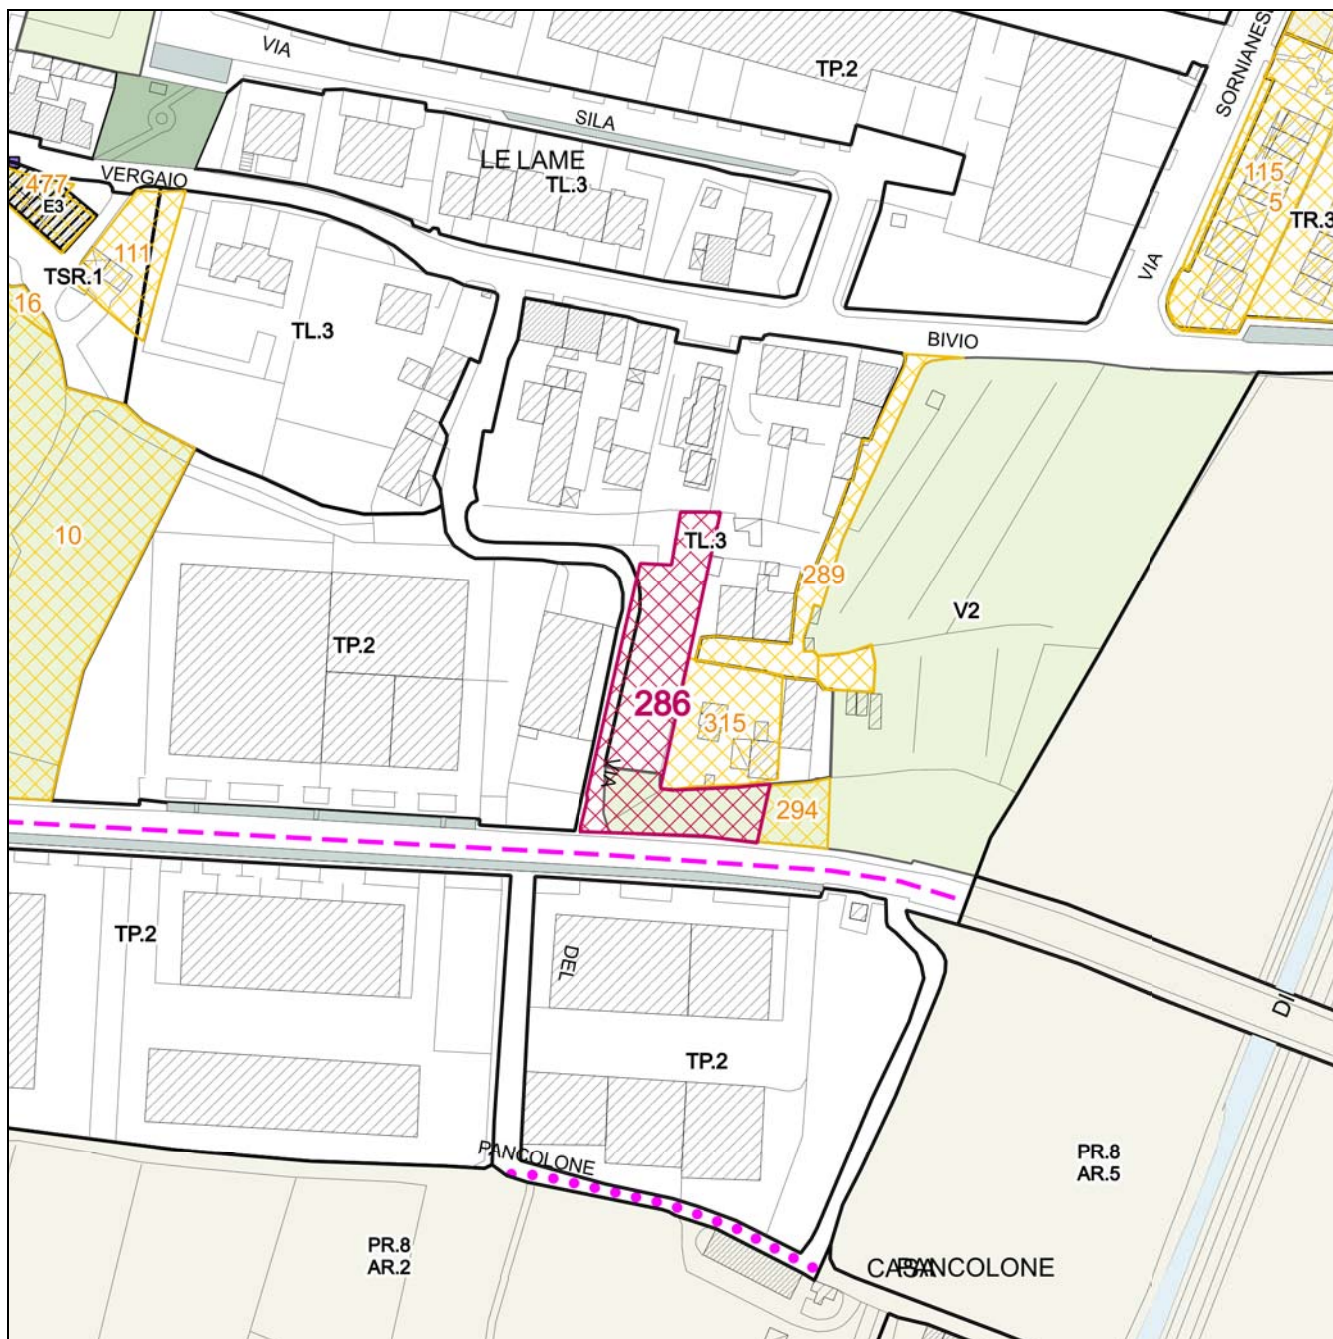 VIA
TP.2
SORNIANESE
SILA
LE LAME
TL.3
VERGAIO
477
E3
115
5
TR.3
111
TSR.1
16
VIA
TL.3
BIVIO
10
TL.3
289
V2
TP.2
286
315
VIA
294
TP.2
DEL
DI
TP.2
PANCOLONE
PR.8
AR.5
PR.8
AR.2
CASA
PANCOLONE